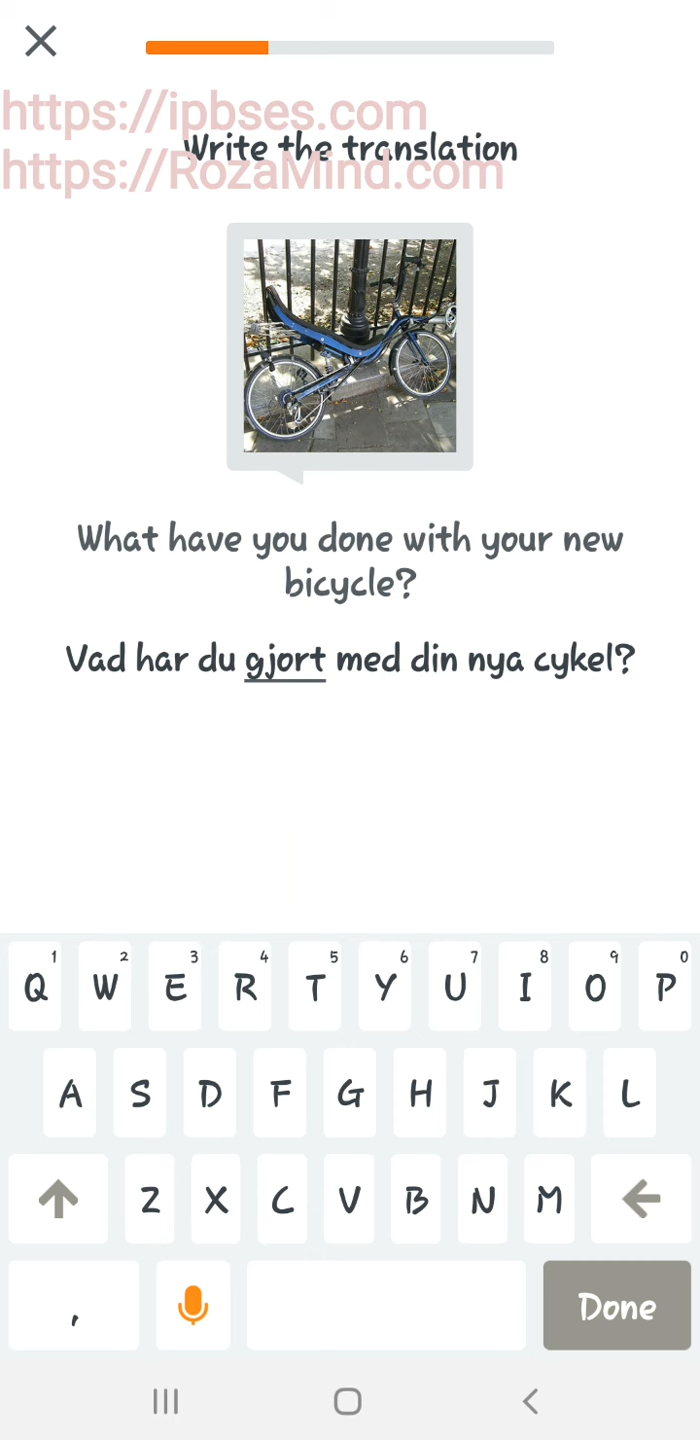 https://ipbses.com
Write the translation
https://RozaMind.com
What have you done with your new
bicycle?
Vad har du gjort med din nya cykel?
1 2 3 4 5 6 7 8 9 0
Q W E R T Y U I O P
A S D F G H J K L
Z X C V B N M
, Done